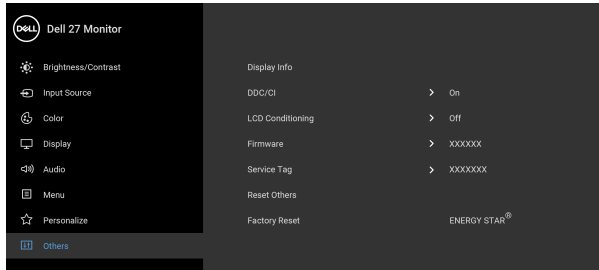 DELL Dell 27 Monitor
Brightness/Contrast
Input Source
Color
Display
Audio
Menu
Personalize
Others
Display Info
DDC/CI > On
LCD Conditioning > Off
Firmware > XXXXXX
Service Tag > XXXXXXX
Reset Others
Factory Reset ENERGY STAR®